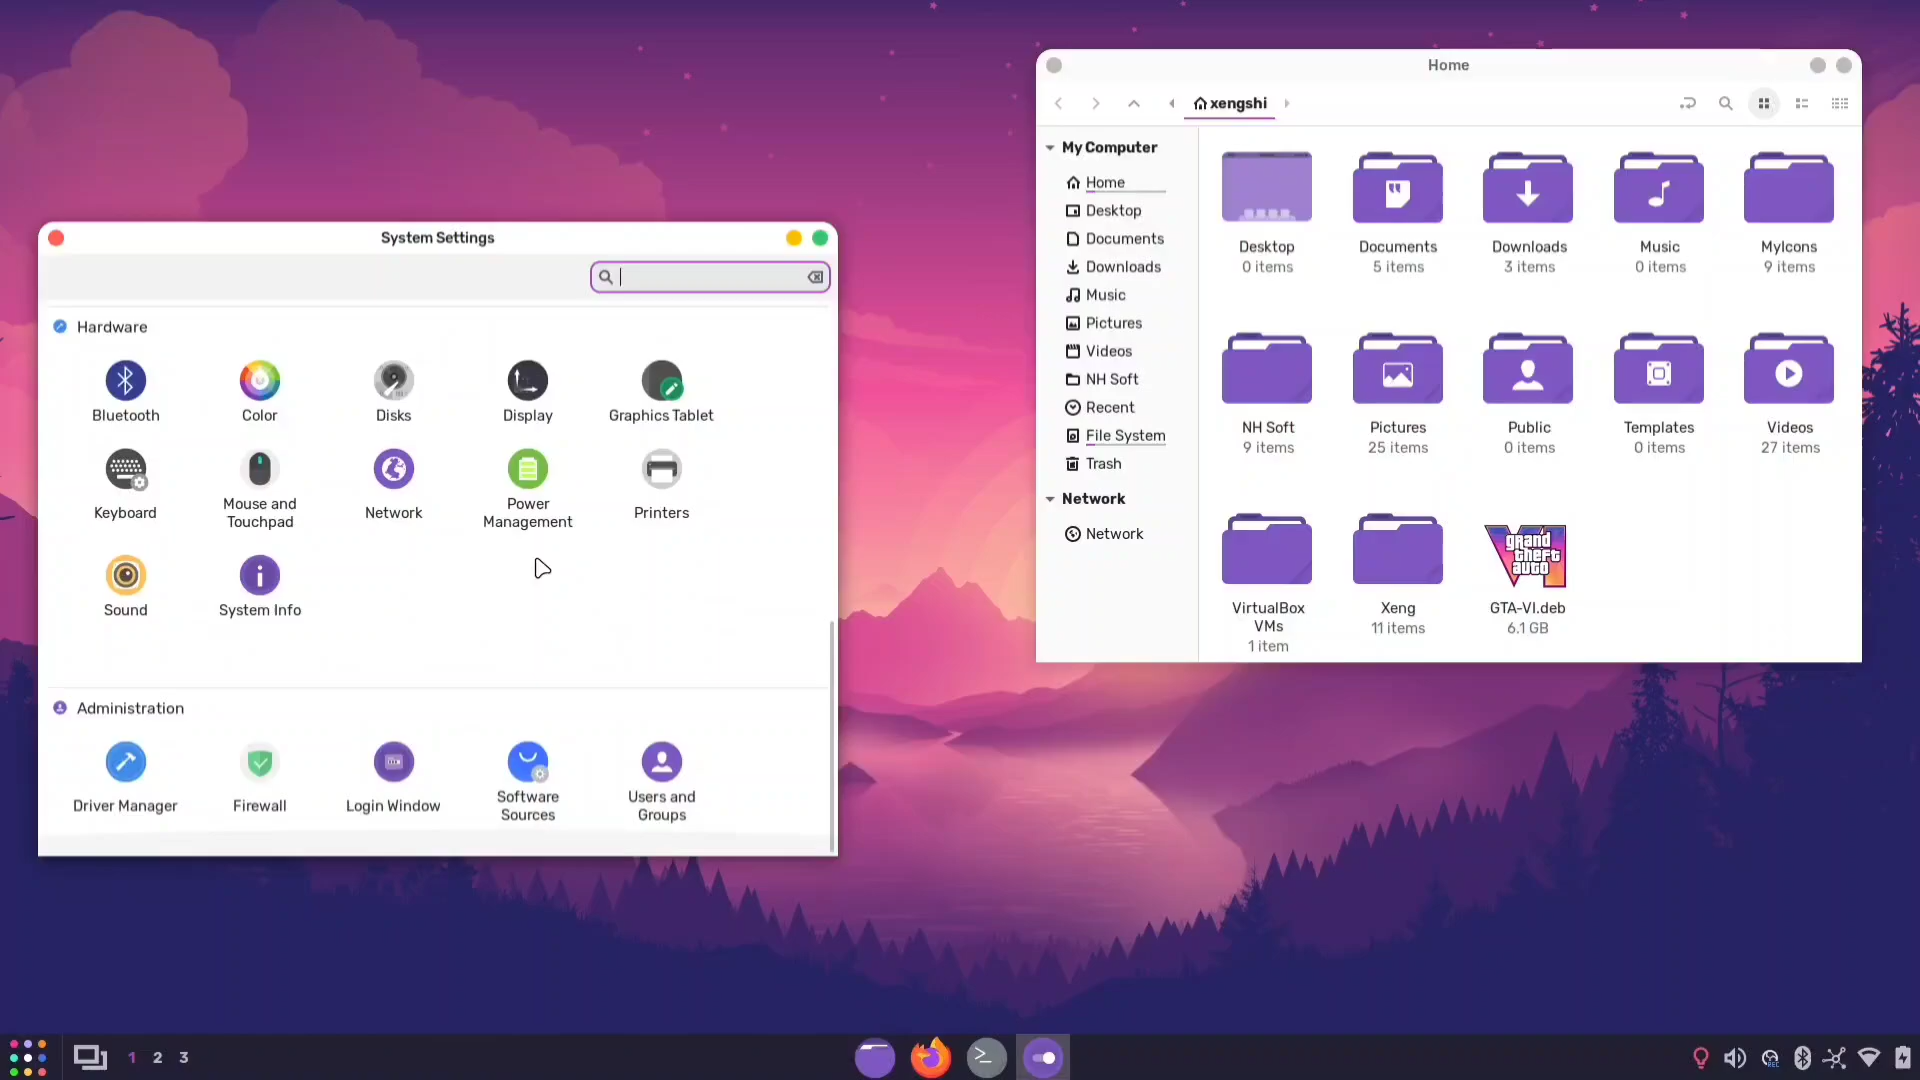 System Settings
Hardware
Bluetooth
Color
Disks
Display
Graphics Tablet
Keyboard
Mouse and
Touchpad
Network
Power
Management
Printers
Sound
System Info
Administration
Driver Manager
Firewall
Login Window
Software
Sources
Users and
Groups
Home
xengshi
My Computer
Home
Desktop
Documents
Downloads
Music
Pictures
Videos
NH Soft
Recent
File System
Trash
Network
Network
Desktop
0 items
Documents
5 items
Downloads
3 items
Music
0 items
MyIcons
9 items
NH Soft
9 items
Pictures
25 items
Public
0 items
Templates
0 items
Videos
27 items
VirtualBox
VMs
1 item
Xeng
11 items
grand
theft
auto
VI
GTA-VI.deb
6.1 GB
1 2 3
REC